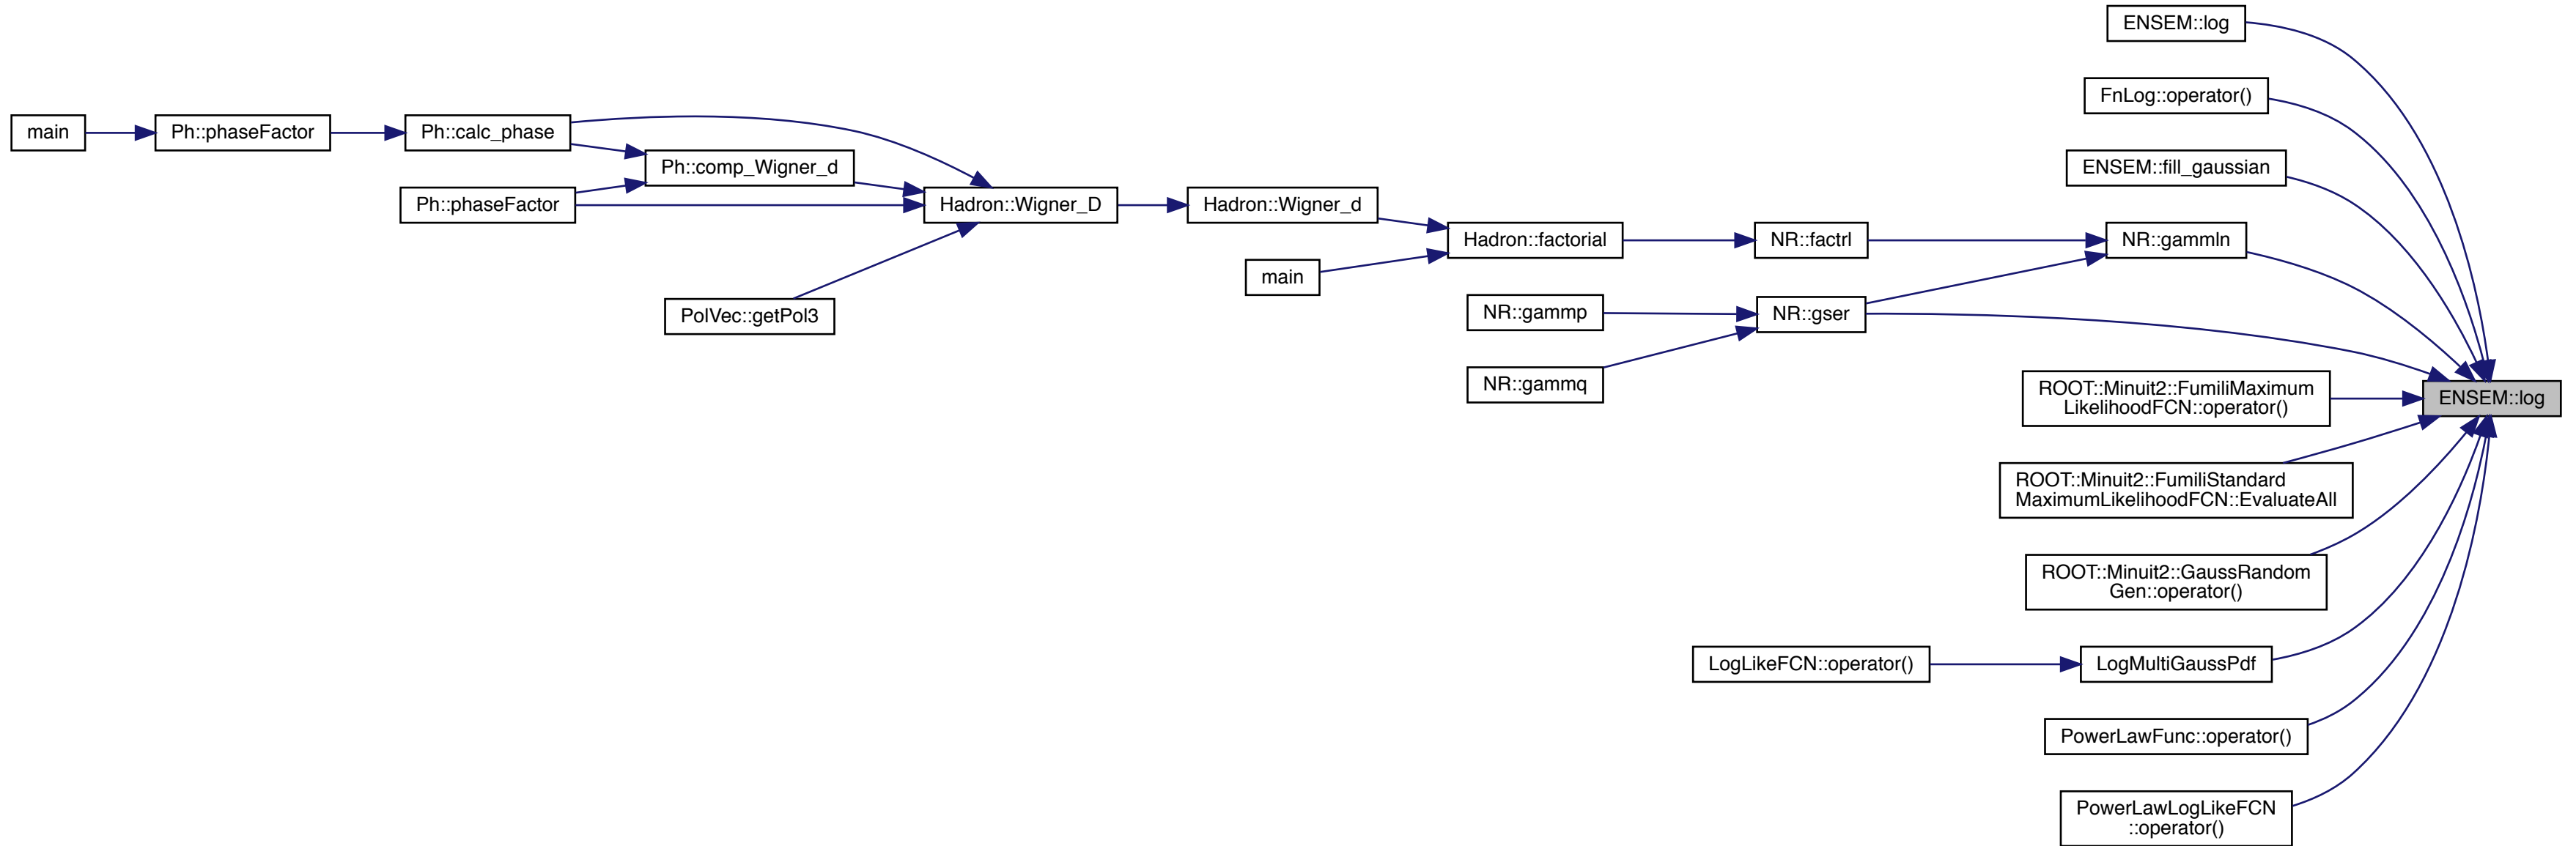 ENSEM::log
FnLog::operator()
main
Ph::phaseFactor
Ph::calc_phase
Ph::comp_Wigner_d
ENSEM::fill_gaussian
Ph::phaseFactor
Hadron::Wigner_D
Hadron::Wigner_d
Hadron::factorial
NR::factrl
NR::gammln
main
PolVec::getPol3
NR::gammp
NR::gser
NR::gammq
ROOT::Minuit2::FumiliMaximum
LikelihoodFCN::operator()
ENSEM::log
ROOT::Minuit2::FumiliStandard
MaximumLikelihoodFCN::EvaluateAll
ROOT::Minuit2::GaussRandom
Gen::operator()
LogLikeFCN::operator()
LogMultiGaussPdf
PowerLawFunc::operator()
PowerLawLogLikeFCN
::operator()